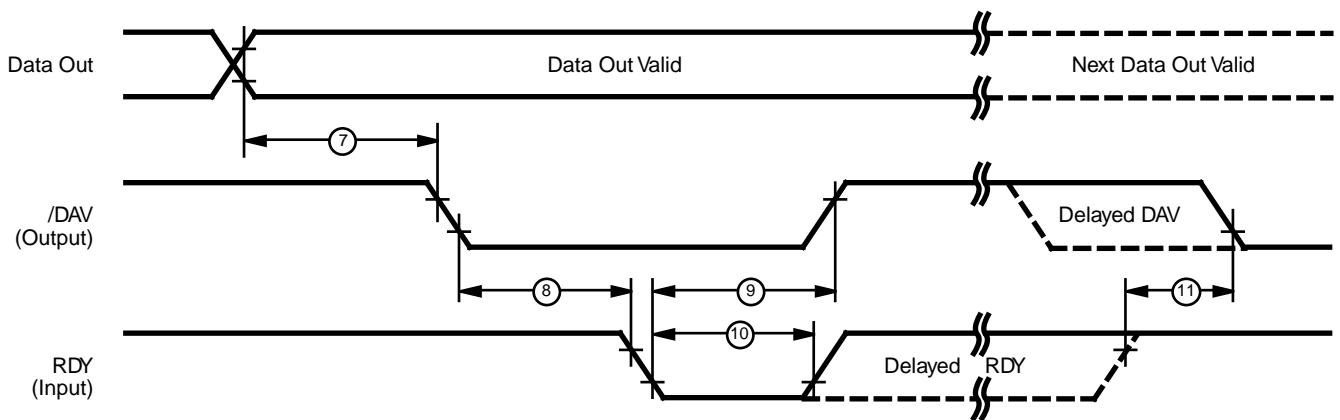 Data Out
Data Out Valid
Next Data Out Valid
7
/DAV
(Output)
Delayed DAV
8
9
11
10
RDY
(Input)
Delayed RDY